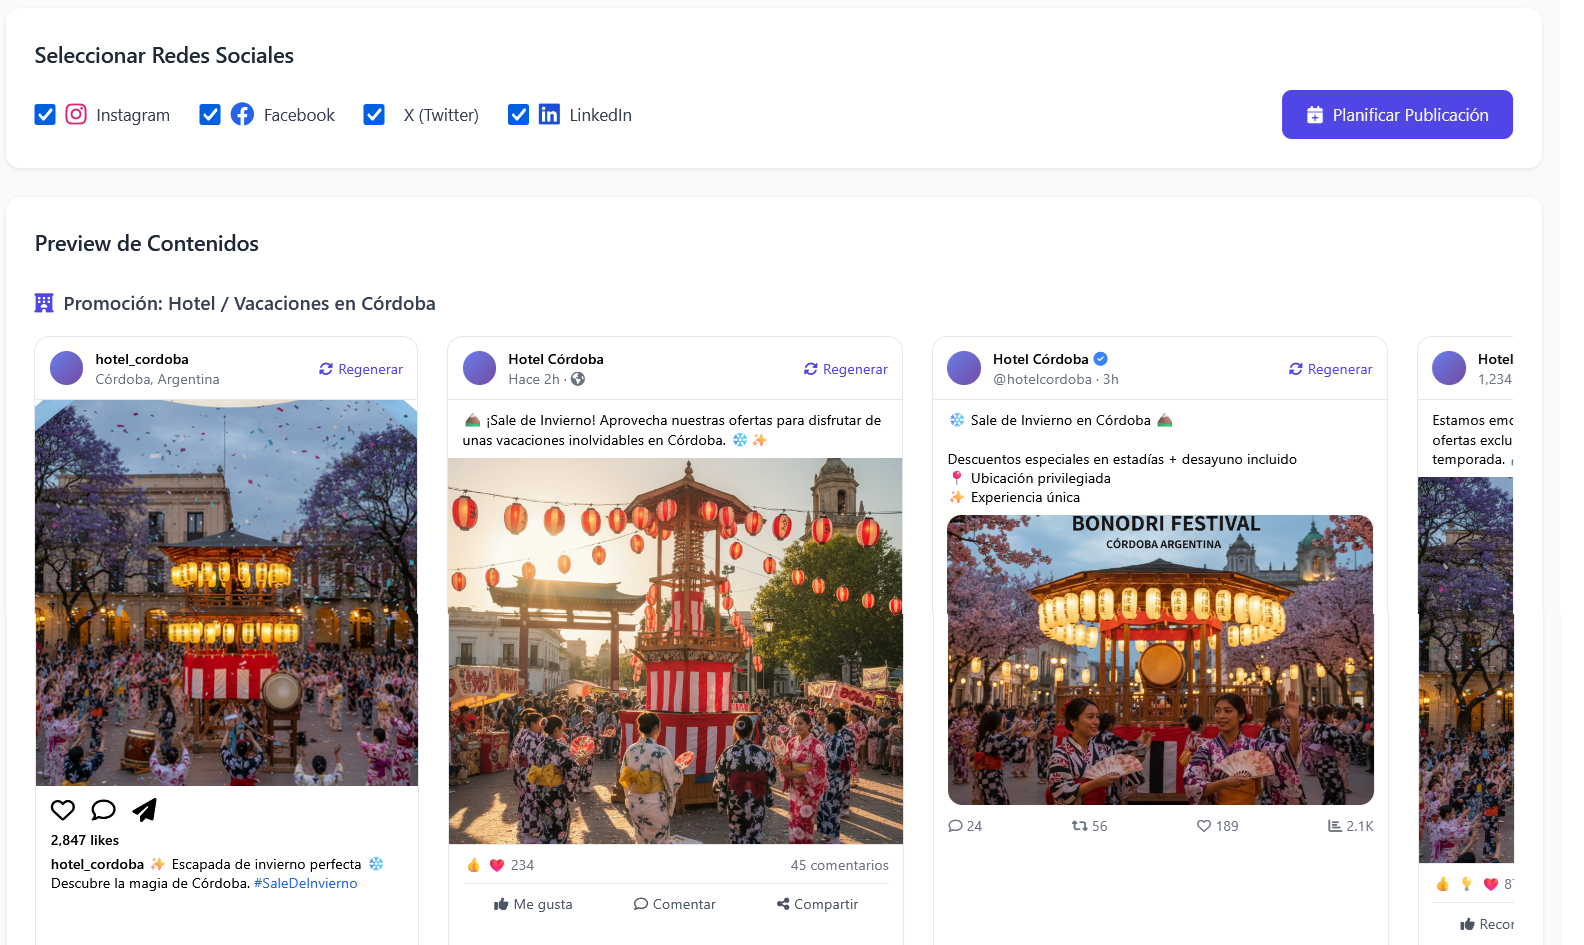 Seleccionar Redes Sociales
Instagram
Facebook
X (Twitter)
LinkedIn
Planificar Publicación
Preview de Contenidos
Promoción: Hotel / Vacaciones en Córdoba
hotel_cordoba
Córdoba, Argentina
Regenerar
2,847 likes
hotel_cordoba ✨ Escapada de invierno perfecta ❄️
Descubre la magia de Córdoba. #SaleDeInvierno
Hotel Córdoba
Hace 2h ·
Regenerar
🏔️ ¡Sale de Invierno! Aprovecha nuestras ofertas para disfrutar de
unas vacaciones inolvidables en Córdoba. ❄️ ✨
👍 ❤️ 234
45 comentarios
Me gusta
Comentar
Compartir
Hotel Córdoba
@hotelcordoba · 3h
Regenerar
❄️ Sale de Invierno en Córdoba 🏔️
Descuentos especiales en estadías + desayuno incluido
📍 Ubicación privilegiada
✨ Experiencia única
BONODRI FESTIVAL
CÓRDOBA ARGENTINA
24
56
189
2.1K
Hotel
1,234
Estamos emo
ofertas exclu
temporada.
👍 💡 ❤️ 8
Recor